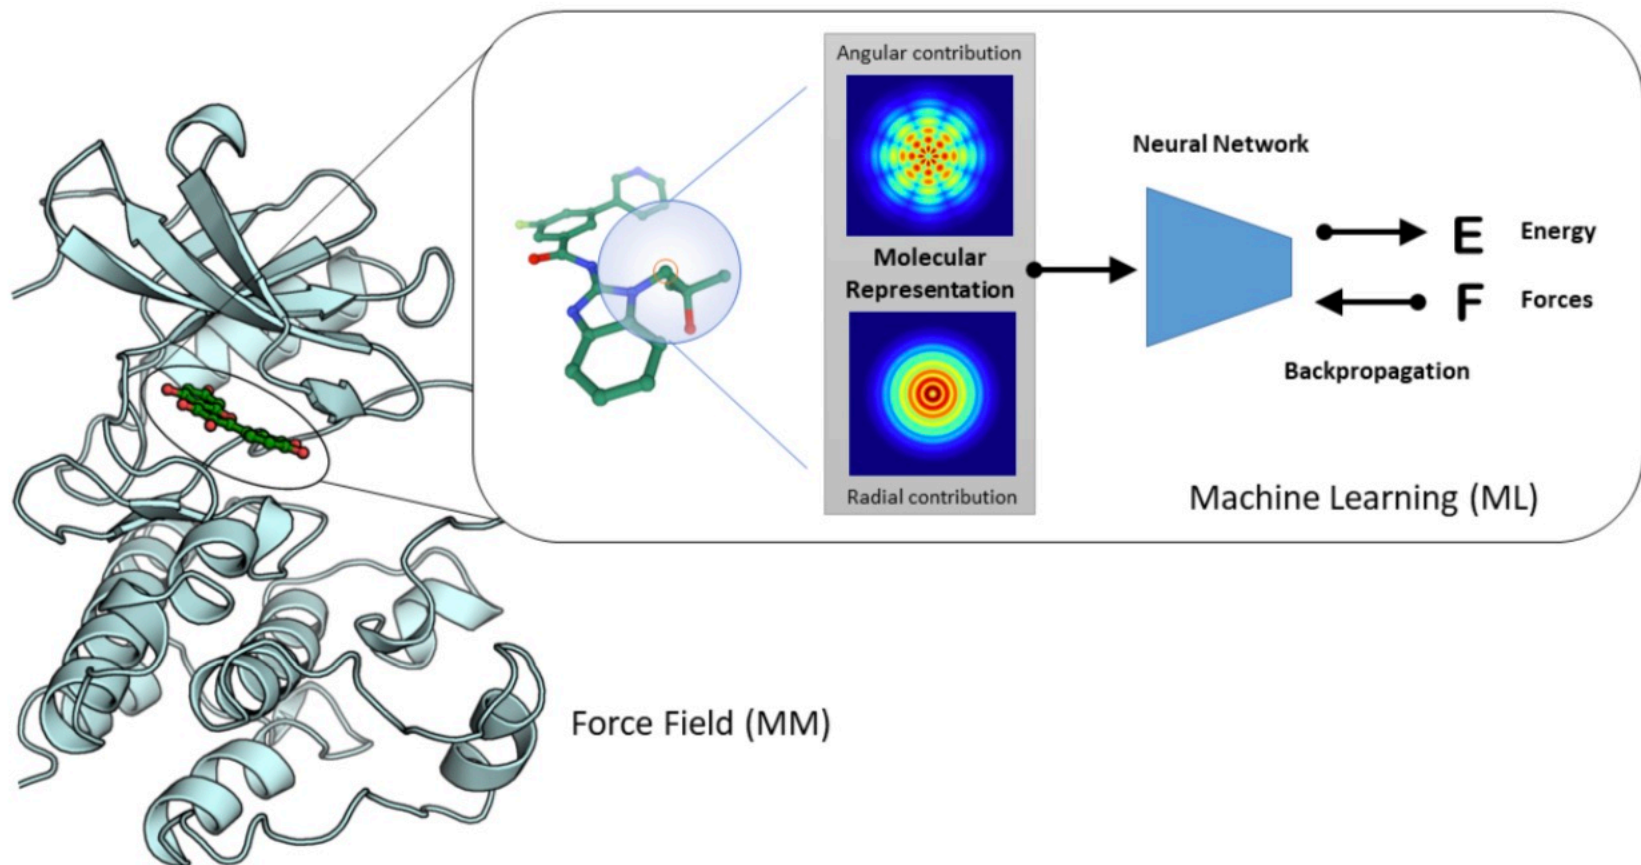 Angular contribution
Molecular
Representation
Radial contribution
Neural Network
E Energy
F Forces
Backpropagation
Machine Learning (ML)
Force Field (MM)